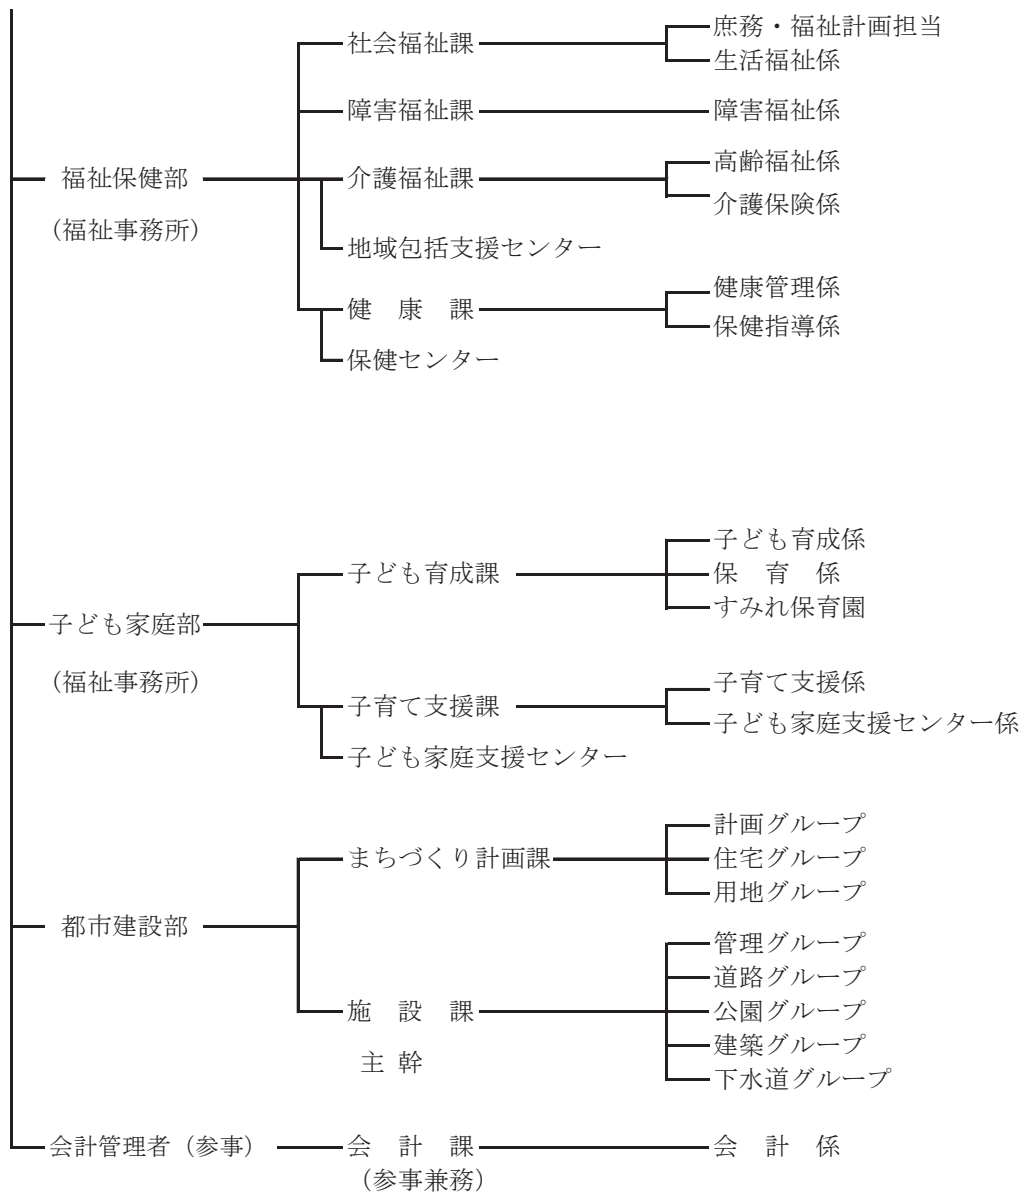 社会福祉課
庶務・福祉計画担当
生活福祉係
障害福祉課
障害福祉係
福祉保健部
（福祉事務所）
介護福祉課
高齢福祉係
介護保険係
地域包括支援センター
健　康　課
健康管理係
保健指導係
保健センター
子ども家庭部
（福祉事務所）
子ども育成課
子ども育成係
保　育　係
すみれ保育園
子育て支援課
子育て支援係
子ども家庭支援センター係
子ども家庭支援センター
都市建設部
まちづくり計画課
計画グループ
住宅グループ
用地グループ
施　設　課
主 幹
管理グループ
道路グループ
公園グループ
建築グループ
下水道グループ
会計管理者（参事）
会　計　課
（参事兼務）
会　計　係